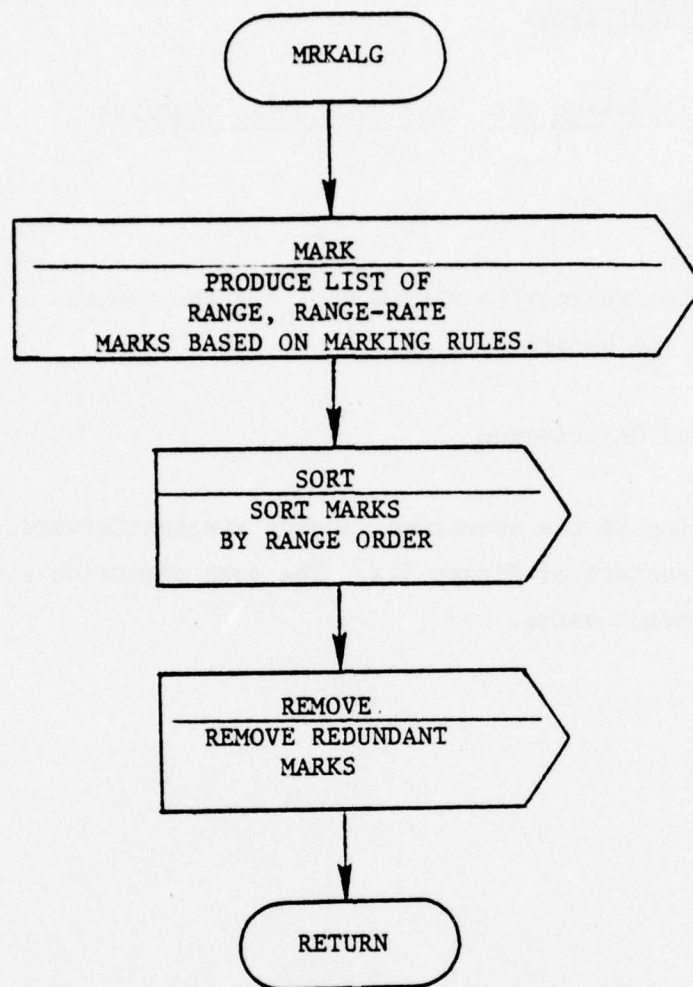 MRKALG
MARK
PRODUCE LIST OF
RANGE, RANGE-RATE
MARKS BASED ON MARKING RULES.
SORT
SORT MARKS
BY RANGE ORDER
REMOVE
REMOVE REDUNDANT
MARKS
RETURN